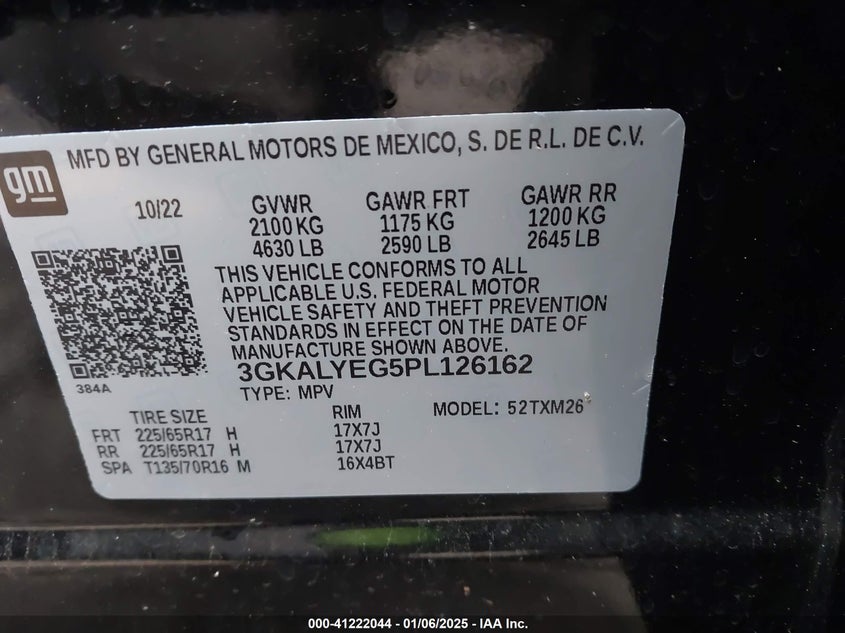 gm
MFD BY GENERAL MOTORS DE MEXICO, S. DE R.L. DE C.V.
10/22 GVWR GAWR FRT GAWR RR
2100 KG 1175 KG 1200 KG
4630 LB 2590 LB 2645 LB
THIS VEHICLE CONFORMS TO ALL
APPLICABLE U.S. FEDERAL MOTOR
VEHICLE SAFETY AND THEFT PREVENTION
STANDARDS IN EFFECT ON THE DATE OF
MANUFACTURE SHOWN ABOVE.
3GKALYEG5PL126162
384A
TYPE: MPV
TIRE SIZE RIM MODEL: 52TXM26
FRT 225/65R17 H 17X7J
RR 225/65R17 H 17X7J
SPA T135/70R16 M 16X4BT
000-41222044 - 01/06/2025 - IAA Inc.